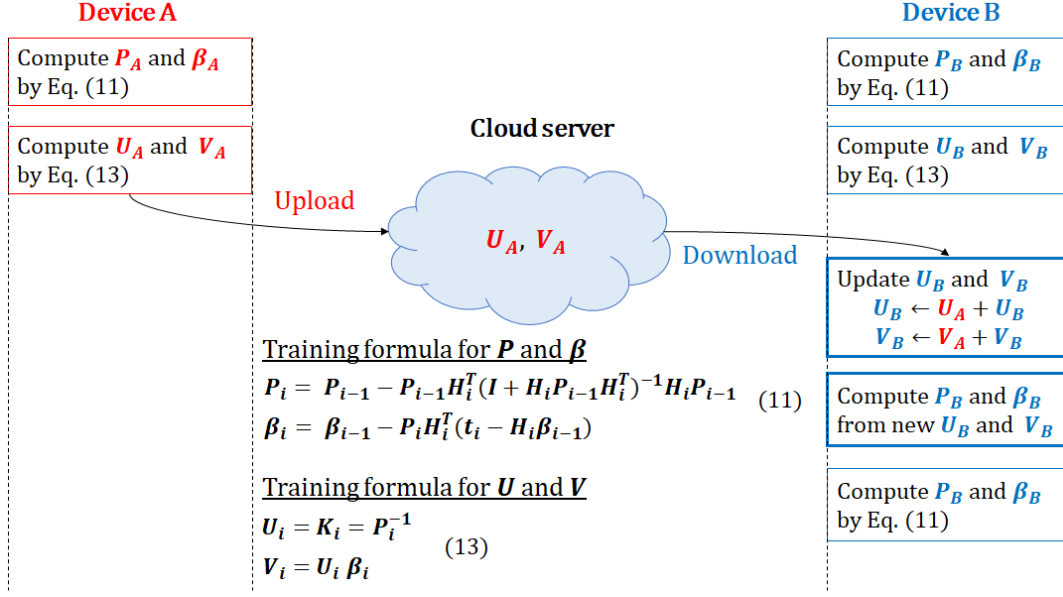 Device A
Compute P_A and β_A
by Eq. (11)
Compute U_A and V_A
by Eq. (13)
Upload
Cloud server
U_A, V_A
Download
Device B
Compute P_B and β_B
by Eq. (11)
Compute U_B and V_B
by Eq. (13)
Update U_B and V_B
U_B ← U_A + U_B
V_B ← V_A + V_B
Compute P_B and β_B
from new U_B and V_B
Compute P_B and β_B
by Eq. (11)
Training formula for P and β
P_i = P_{i-1} − P_{i-1}H_i^T(I + H_iP_{i-1}H_i^T)^{-1}H_iP_{i-1}
β_i = β_{i-1} − P_iH_i^T(t_i − H_iβ_{i-1})
(11)
Training formula for U and V
U_i = K_i = P_i^{-1}
V_i = U_i β_i
(13)